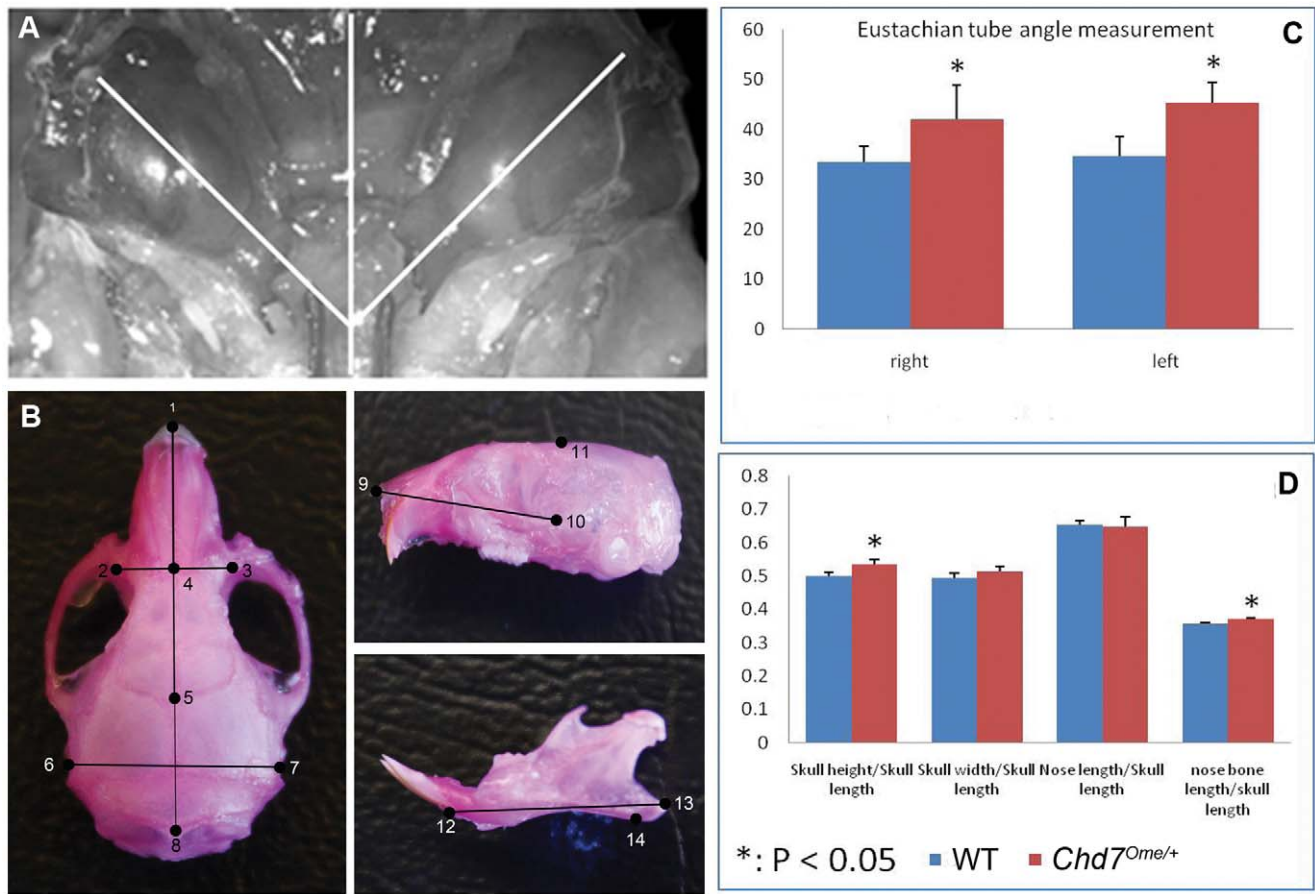 A
B
1
2
4
3
5
6
7
8
9
11
10
12
13
14
Eustachian tube angle measurement
C
60
50
40
30
20
10
0
*
*
right
left
D
0.8
0.7
0.6
0.5
0.4
0.3
0.2
0.1
0
*
*
Skull height/Skull length
Skull width/Skull length
Nose length/Skull length
nose bone length/skull length
*: P < 0.05 WT Chd7Ome/+